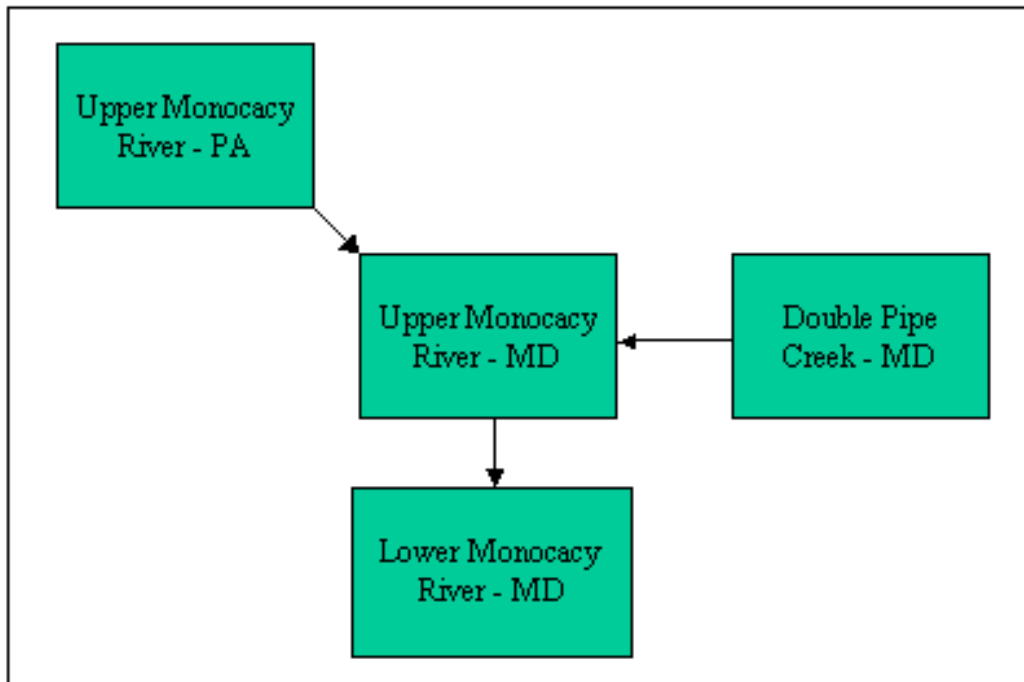 Upper Monocacy
River - PA
Upper Monocacy
River - MD
Double Pipe
Creek - MD
Lower Monocacy
River - MD